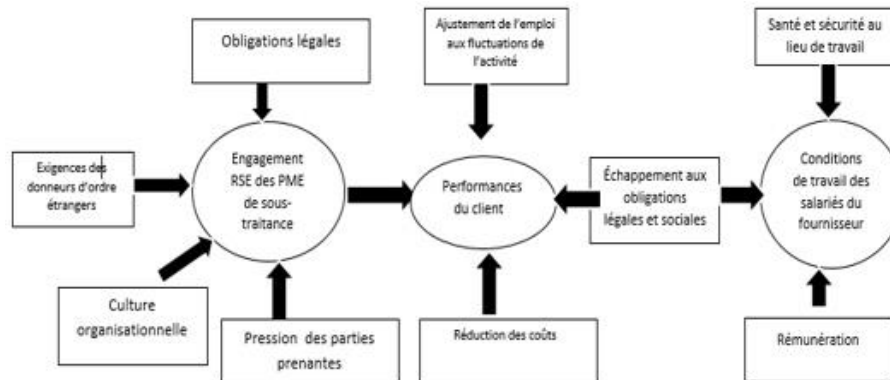 Obligations légales
Ajustement de l'emploi
aux fluctuations de
l'activité
Santé et sécurité au
lieu de travail
Exigences des
donneurs d'ordre
étrangers
Engagement
RSE des PME
de sous-
traitance
Performances
du client
Échappement aux
obligations
légales et sociales
Conditions
de travail des
salariés du
fournisseur
Culture
organisationnelle
Pression des parties
prenantes
Réduction des coûts
Rémunération